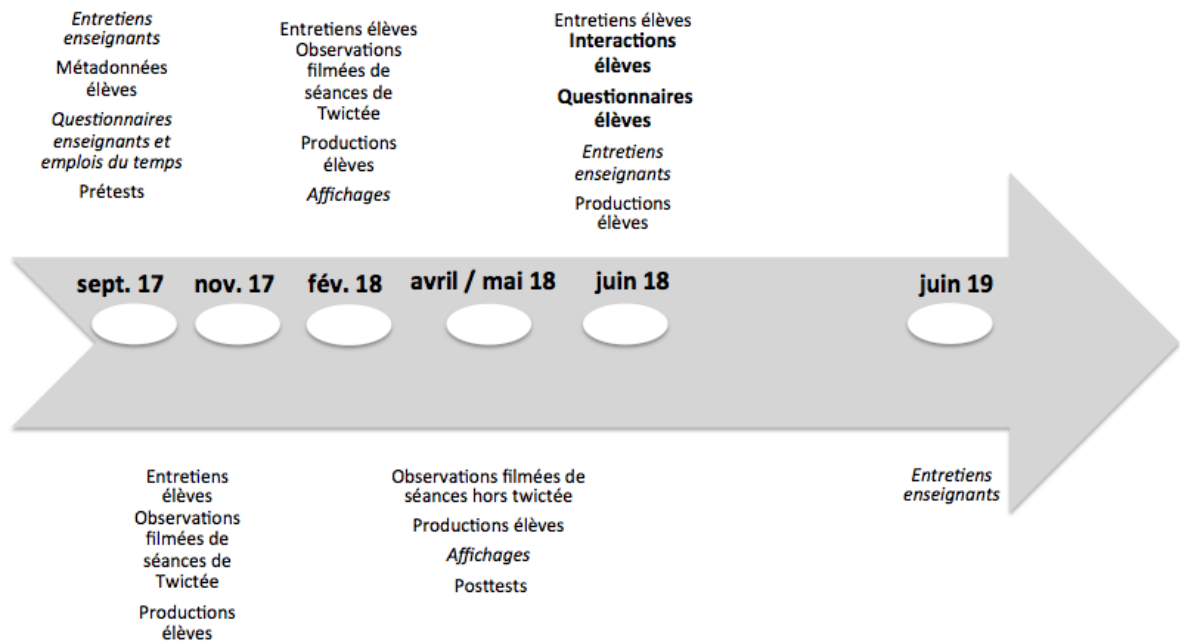 Entretiens
enseignants
Métadonnées
élèves
Questionnaires
enseignants et
emplois du temps
Prétests
Entretiens élèves
Observations
filmées de
séances de
Twictée
Productions
élèves
Affichages
Entretiens élèves
Interactions
élèves
Questionnaires
élèves
Entretiens
enseignants
Productions
élèves
sept. 17
nov. 17
fév. 18
avril / mai 18
juin 18
juin 19
Entretiens
élèves
Observations
filmées de
séances de
Twictée
Productions
élèves
Observations filmées de
séances hors twictée
Productions élèves
Affichages
Posttests
Entretiens
enseignants